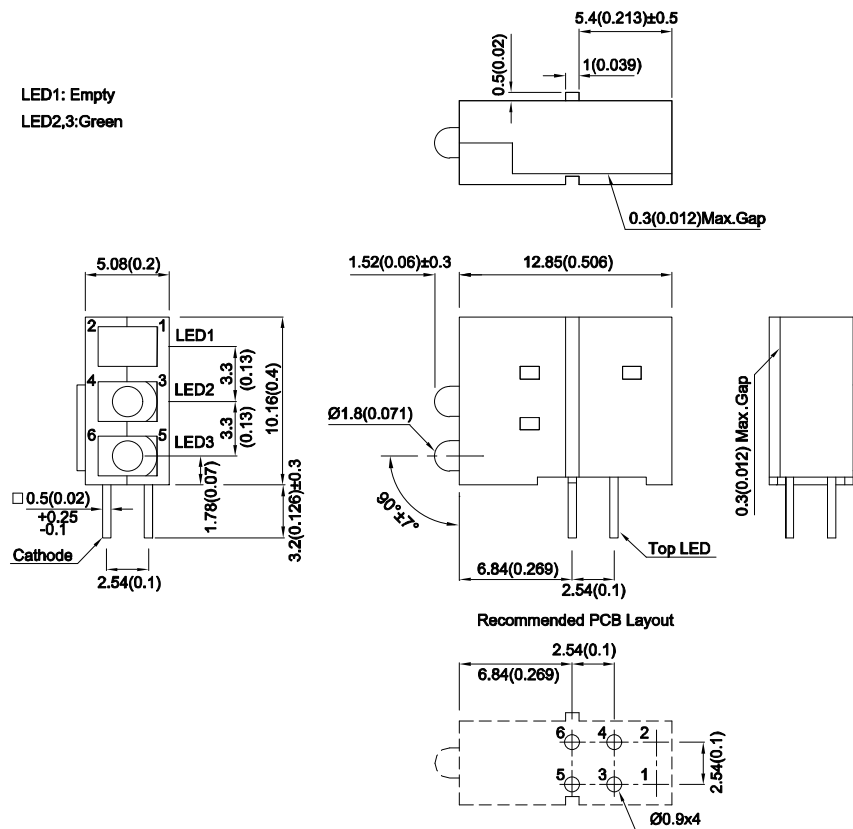 5.4(0.213)±0.5
0.5(0.02)
1(0.039)
LED1: Empty
LED2,3:Green
0.3(0.012)Max.Gap
5.08(0.2)
1.52(0.06)±0.3
12.85(0.506)
2
1
LED1
3.3
(0.13)
4
3
LED2
3.3
(0.13)
6
5
LED3
10.16(0.4)
1.78(0.07)
3.2(0.126)±0.3
□0.5(0.02)
+0.25
-0.1
Cathode
2.54(0.1)
Ø1.8(0.071)
90°±7°
Top LED
6.84(0.269)
2.54(0.1)
0.3(0.012) Max.Gap
Recommended PCB Layout
2.54(0.1)
6.84(0.269)
6
4
2
5
3
1
2.54(0.1)
Ø0.9x4